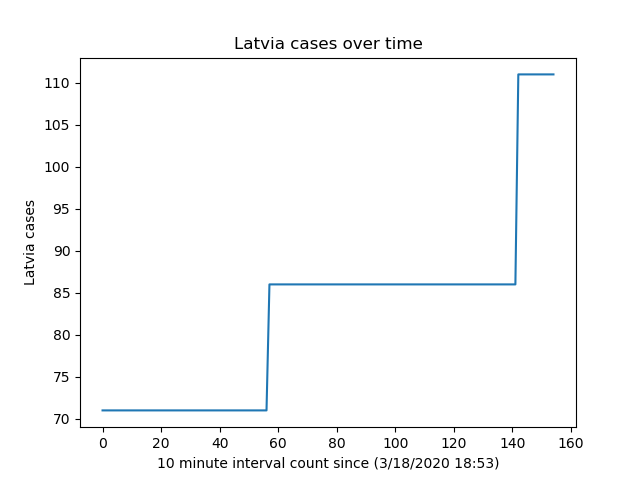 Latvia cases over time
110
105
100
95
90
85
80
75
70
Latvia cases
0 20 40 60 80 100 120 140 160
10 minute interval count since (3/18/2020 18:53)